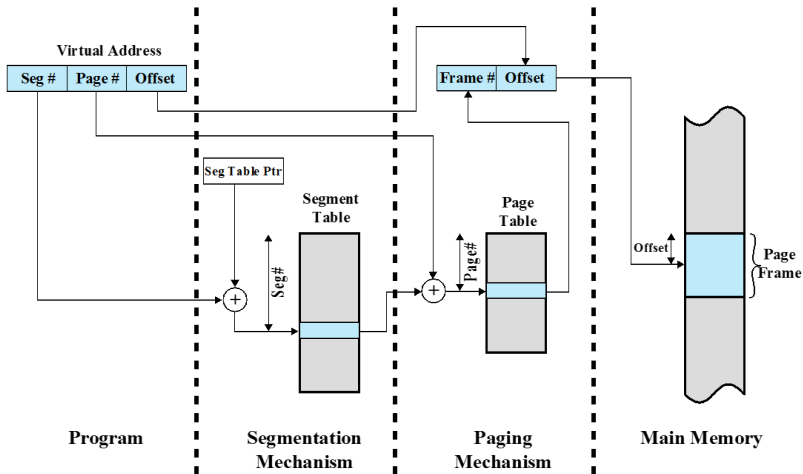 Virtual Address
Seg # Page # Offset
Frame # Offset
Seg Table Ptr
Segment
Table
Seg#
+
Page
Table
Page#
+
Offset
Page
Frame
Program
Segmentation
Mechanism
Paging
Mechanism
Main Memory